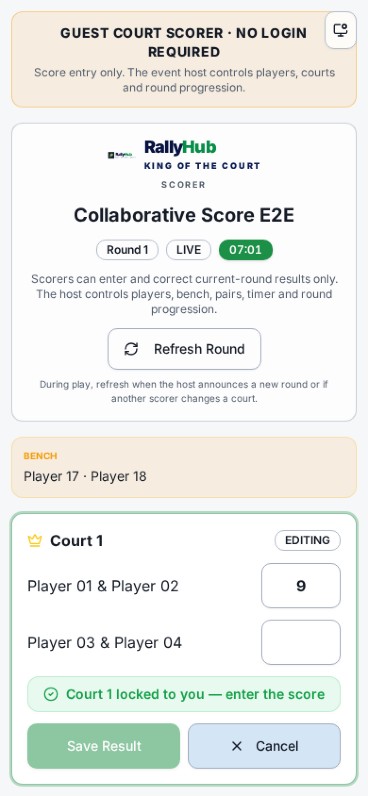 GUEST COURT SCORER · NO LOGIN
REQUIRED
Score entry only. The event host controls players, courts
and round progression.
RallyHub
RallyHub
KING OF THE COURT
SCORER
Collaborative Score E2E
Round 1
LIVE
07:01
Scorers can enter and correct current-round results only.
The host controls players, bench, pairs, timer and round
progression.
Refresh Round
During play, refresh when the host announces a new round or if
another scorer changes a court.
BENCH
Player 17 · Player 18
Court 1
EDITING
Player 01 & Player 02
9
Player 03 & Player 04
Court 1 locked to you — enter the score
Save Result
Cancel